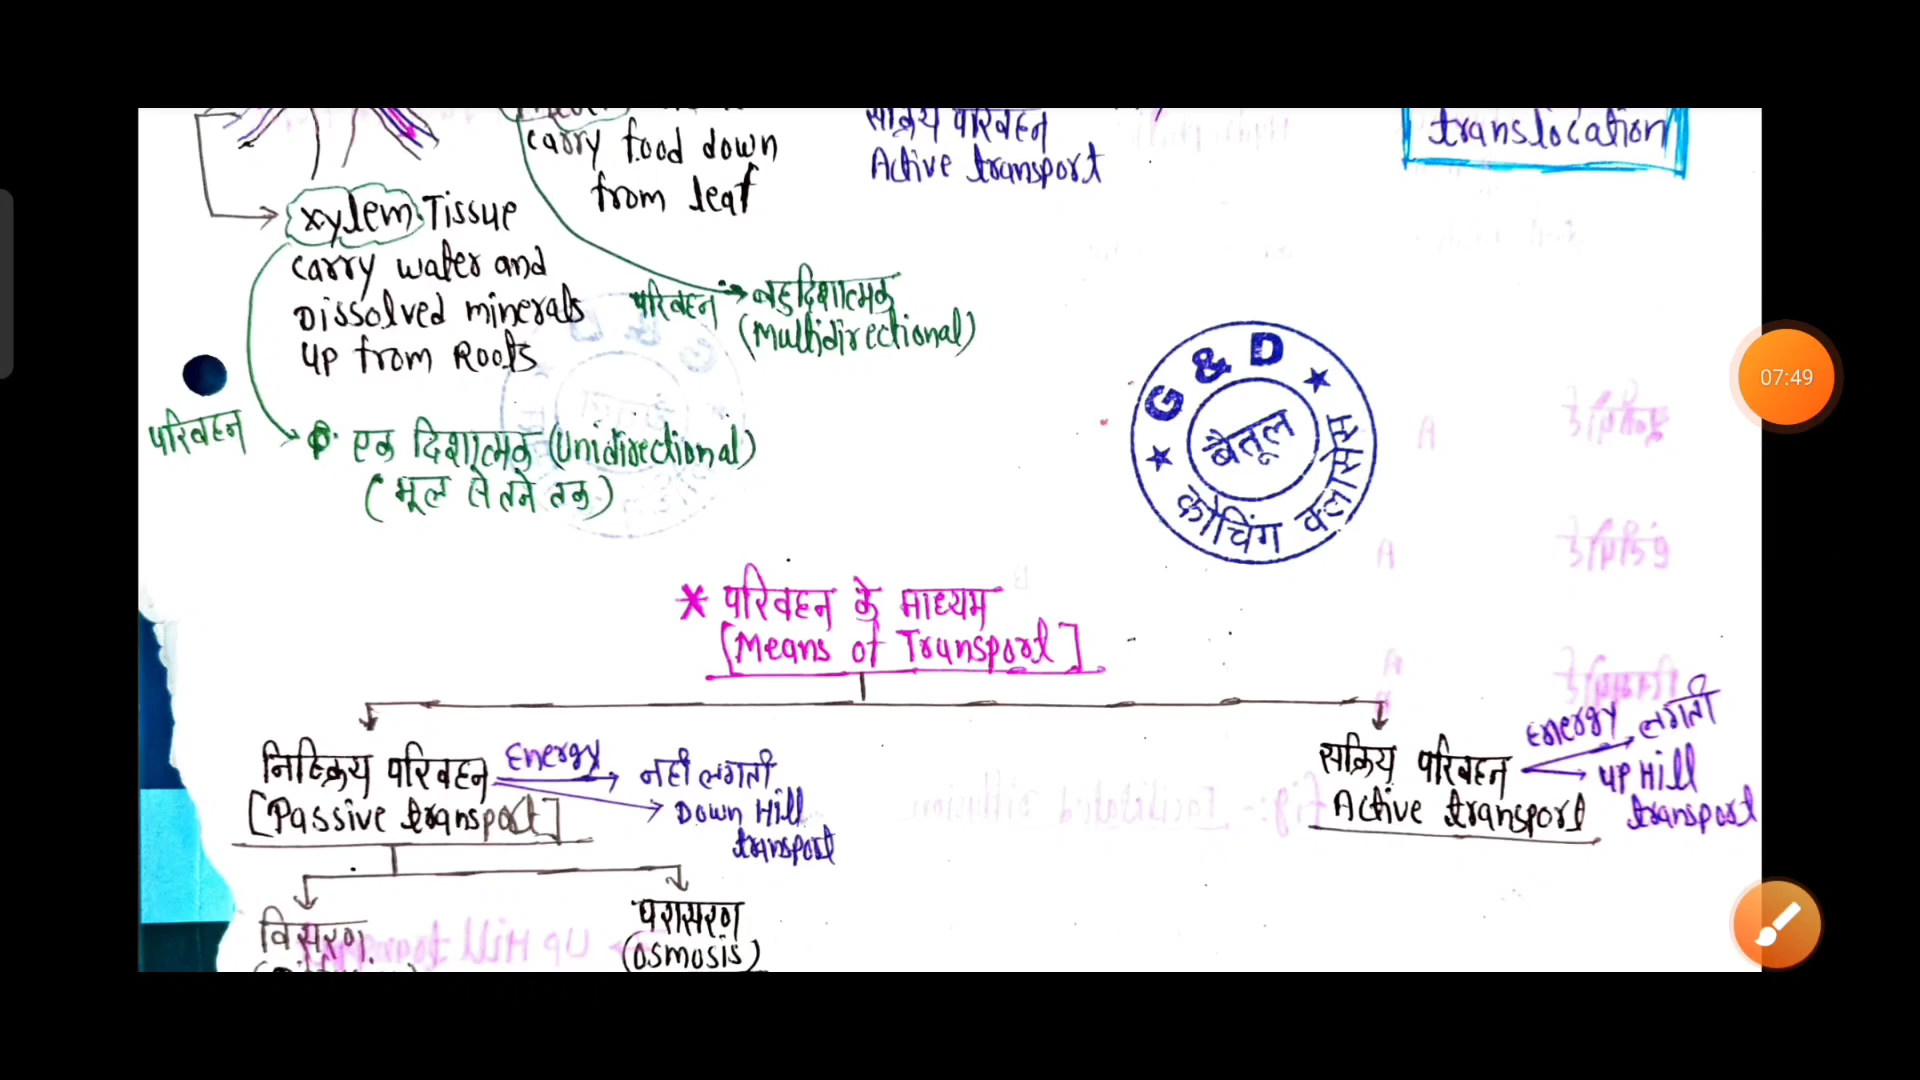 carry food down
from leaf
सक्रिय परिवहन
Active transport
translocation
xylem Tissue
carry water and
Dissolved minerals
up from Roots
परिवहन
बहुदिशात्मक
(Multidirectional)
परिवहन
एक दिशात्मक (Unidirectional)
(मूल से तने तक)
G & D
बैतूल
कोचिंग क्लासेस
07:49
* परिवहन के माध्यम
[Means of Transport]
निष्क्रिय परिवहन
[Passive transport]
Energy
नही लगती
Down Hill
transport
सक्रिय परिवहन
Active transport
Energy लगती
UP Hill
transport
विसरण
परासरण
(osmosis)